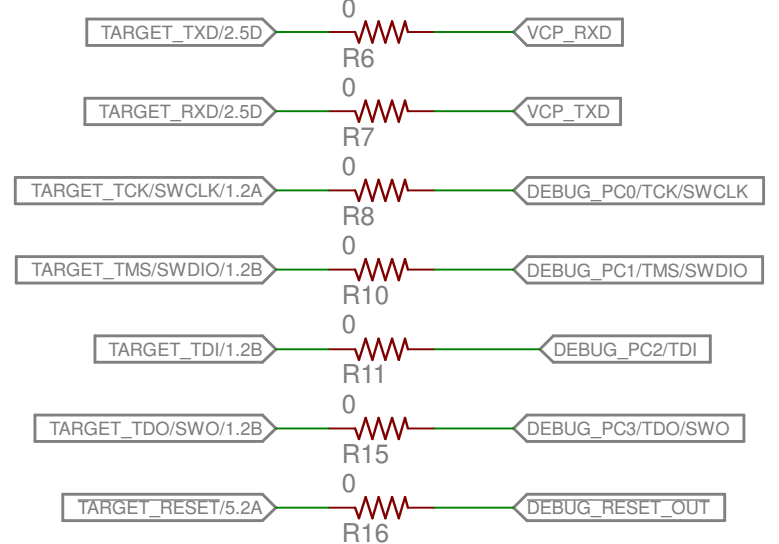 0
TARGET_TXD/2.5D VCP_RXD
R6
0
TARGET_RXD/2.5D VCP_TXD
R7
0
TARGET_TCK/SWCLK/1.2A DEBUG_PC0/TCK/SWCLK
R8
0
TARGET_TMS/SWDIO/1.2B DEBUG_PC1/TMS/SWDIO
R10
0
TARGET_TDI/1.2B DEBUG_PC2/TDI
R11
0
TARGET_TDO/SWO/1.2B DEBUG_PC3/TDO/SWO
R15
0
TARGET_RESET/5.2A DEBUG_RESET_OUT
R16